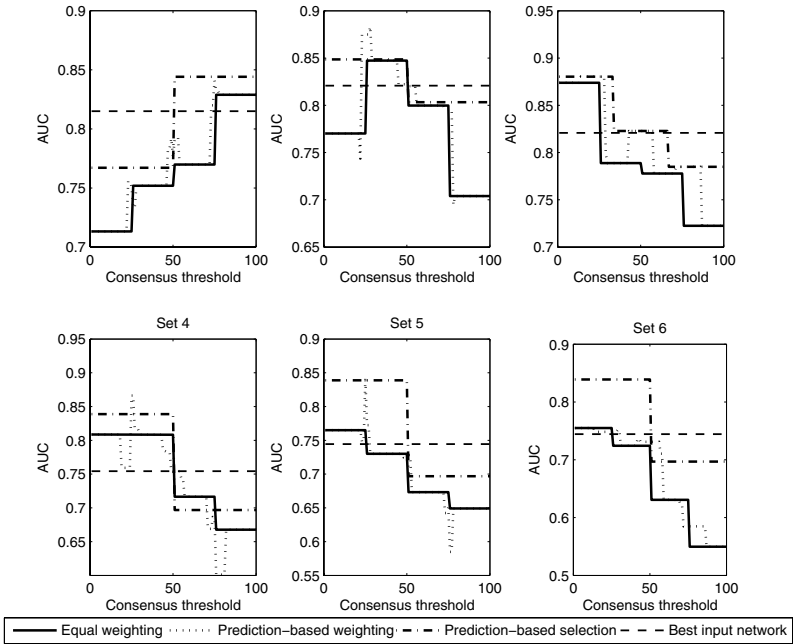 0.9
0.85
0.8
0.75
0.7
AUC
0 50 100
Consensus threshold
0.9
0.85
0.8
0.75
0.7
0.65
AUC
0 50 100
Consensus threshold
0.95
0.9
0.85
0.8
0.75
0.7
AUC
0 50 100
Consensus threshold
Set 4
0.95
0.9
0.85
0.8
0.75
0.7
0.65
AUC
0 50 100
Consensus threshold
Set 5
0.9
0.85
0.8
0.75
0.7
0.65
0.6
0.55
AUC
0 50 100
Consensus threshold
Set 6
0.9
0.8
0.7
0.6
0.5
AUC
0 50 100
Consensus threshold
Equal weighting Prediction−based weighting Prediction−based selection Best input network